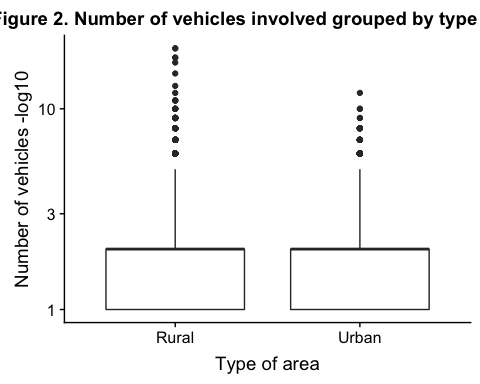 Figure 2. Number of vehicles involved grouped by type
Number of vehicles -log10
10
3
1
Rural
Urban
Type of area